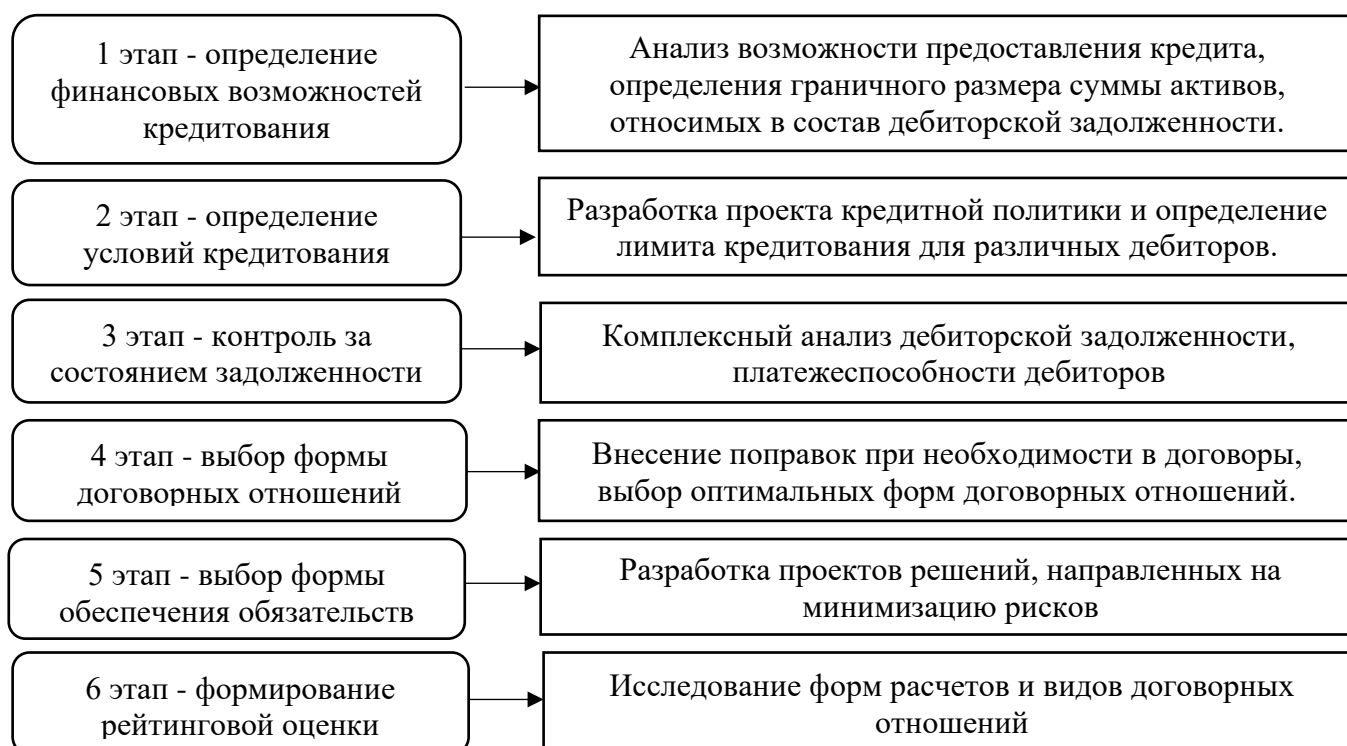 1 этап - определение
финансовых возможностей
кредитования
Анализ возможности предоставления кредита,
определения граничного размера суммы активов,
относимых в состав дебиторской задолженности.
2 этап - определение
условий кредитования
Разработка проекта кредитной политики и определение
лимита кредитования для различных дебиторов.
3 этап - контроль за
состоянием задолженности
Комплексный анализ дебиторской задолженности,
платежеспособности дебиторов
4 этап - выбор формы
договорных отношений
Внесение поправок при необходимости в договоры,
выбор оптимальных форм договорных отношений.
5 этап - выбор формы
обеспечения обязательств
Разработка проектов решений, направленных на
минимизацию рисков
6 этап - формирование
рейтинговой оценки
Исследование форм расчетов и видов договорных
отношений